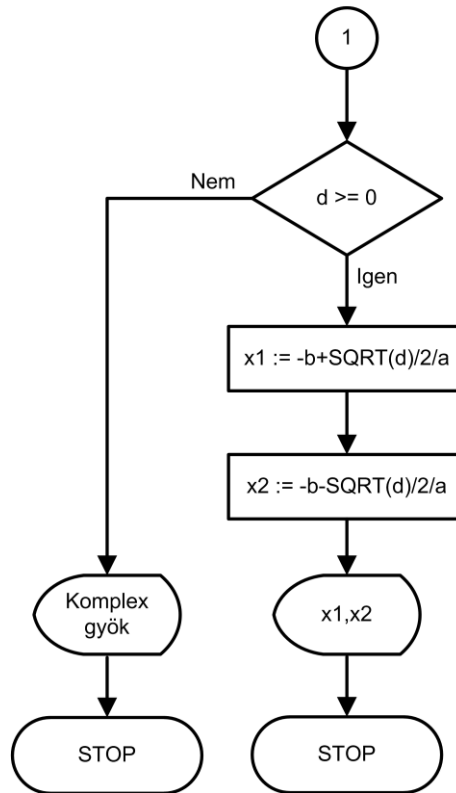 1
d >= 0
Nem
Igen
x1 := -b+SQRT(d)/2/a
x2 := -b-SQRT(d)/2/a
Komplex
gyök
x1,x2
STOP
STOP